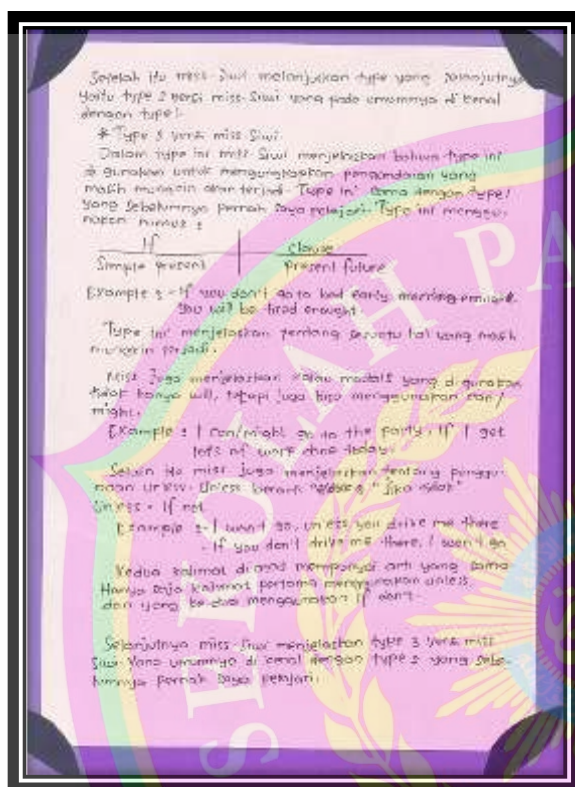 Setelah itu miss Siwi melanjutkan type yang selanjutnya
yaitu type 2 versi miss Siwi yang pada umumnya di kenal
dengan type 1.
* Type versi miss Siwi
Dalam type ini miss Siwi menjelaskan bahwa type ini
di gunakan untuk mengungkapkan pengandaian yang
masih mungkin akan terjadi. Type ini sama dengan type 1
yang sebelumnya pernah saya pelajari. Type ini menggu-
nakan rumus :
If | clause
Simple present | present future
Example : - If you don't go to bed early
you will be tired
Type ini menjelaskan tentang sesuatu hal yang masih
mungkin terjadi.
Miss juga menjelaskan kalau modals yang digunakan
tidak hanya will, tetapi juga bisa menggunakan can/
might.
Example : I can/might go to the party, If I get
lots of work done today.
Selain itu miss juga menjelaskan tentang penggu-
naan unless. Unless berarti "Jika tidak"
Unless = If not
Example : - I won't go, unless you drive me there
- If you don't drive me there, I won't go
Kedua kalimat di atas mempunyai arti yang sama
Hanya saja kalimat pertama menggunakan unless
dan yang ke dua menggunakan If don't.
Selanjutnya miss Siwi menjelaskan type 3 versi miss
Siwi yang umumnya di kenal dengan type 2 yang sebe-
lumnya pernah saya pelajari.
SEKOLAH PA